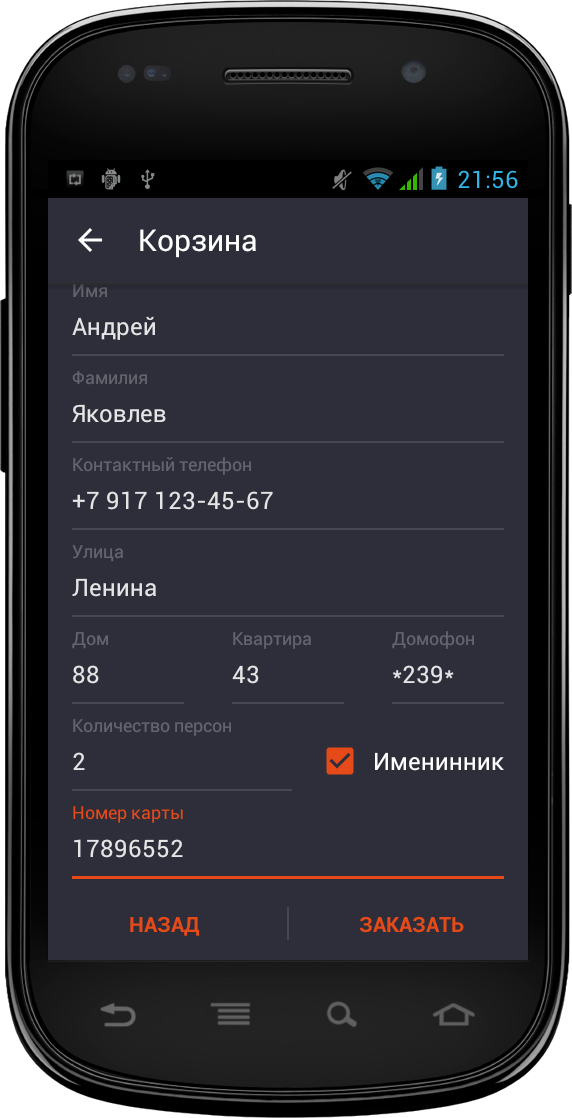 21:56
Корзина
Имя
Андрей
Фамилия
Яковлев
Контактный телефон
+7 917 123-45-67
Улица
Ленина
Дом Квартира Домофон
88 43 *239*
Количество персон
2 Именинник
Номер карты
17896552
НАЗАД ЗАКАЗАТЬ